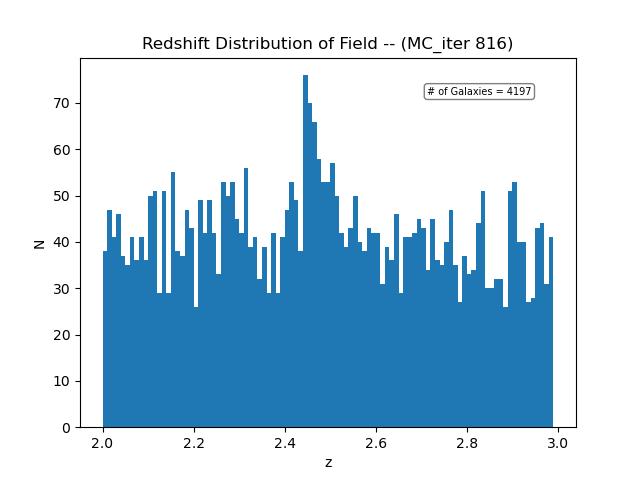 Redshift Distribution of Field -- (MC_iter 816)
# of Galaxies = 4197
70
60
50
40
30
20
10
0
N
2.0 2.2 2.4 2.6 2.8 3.0
z